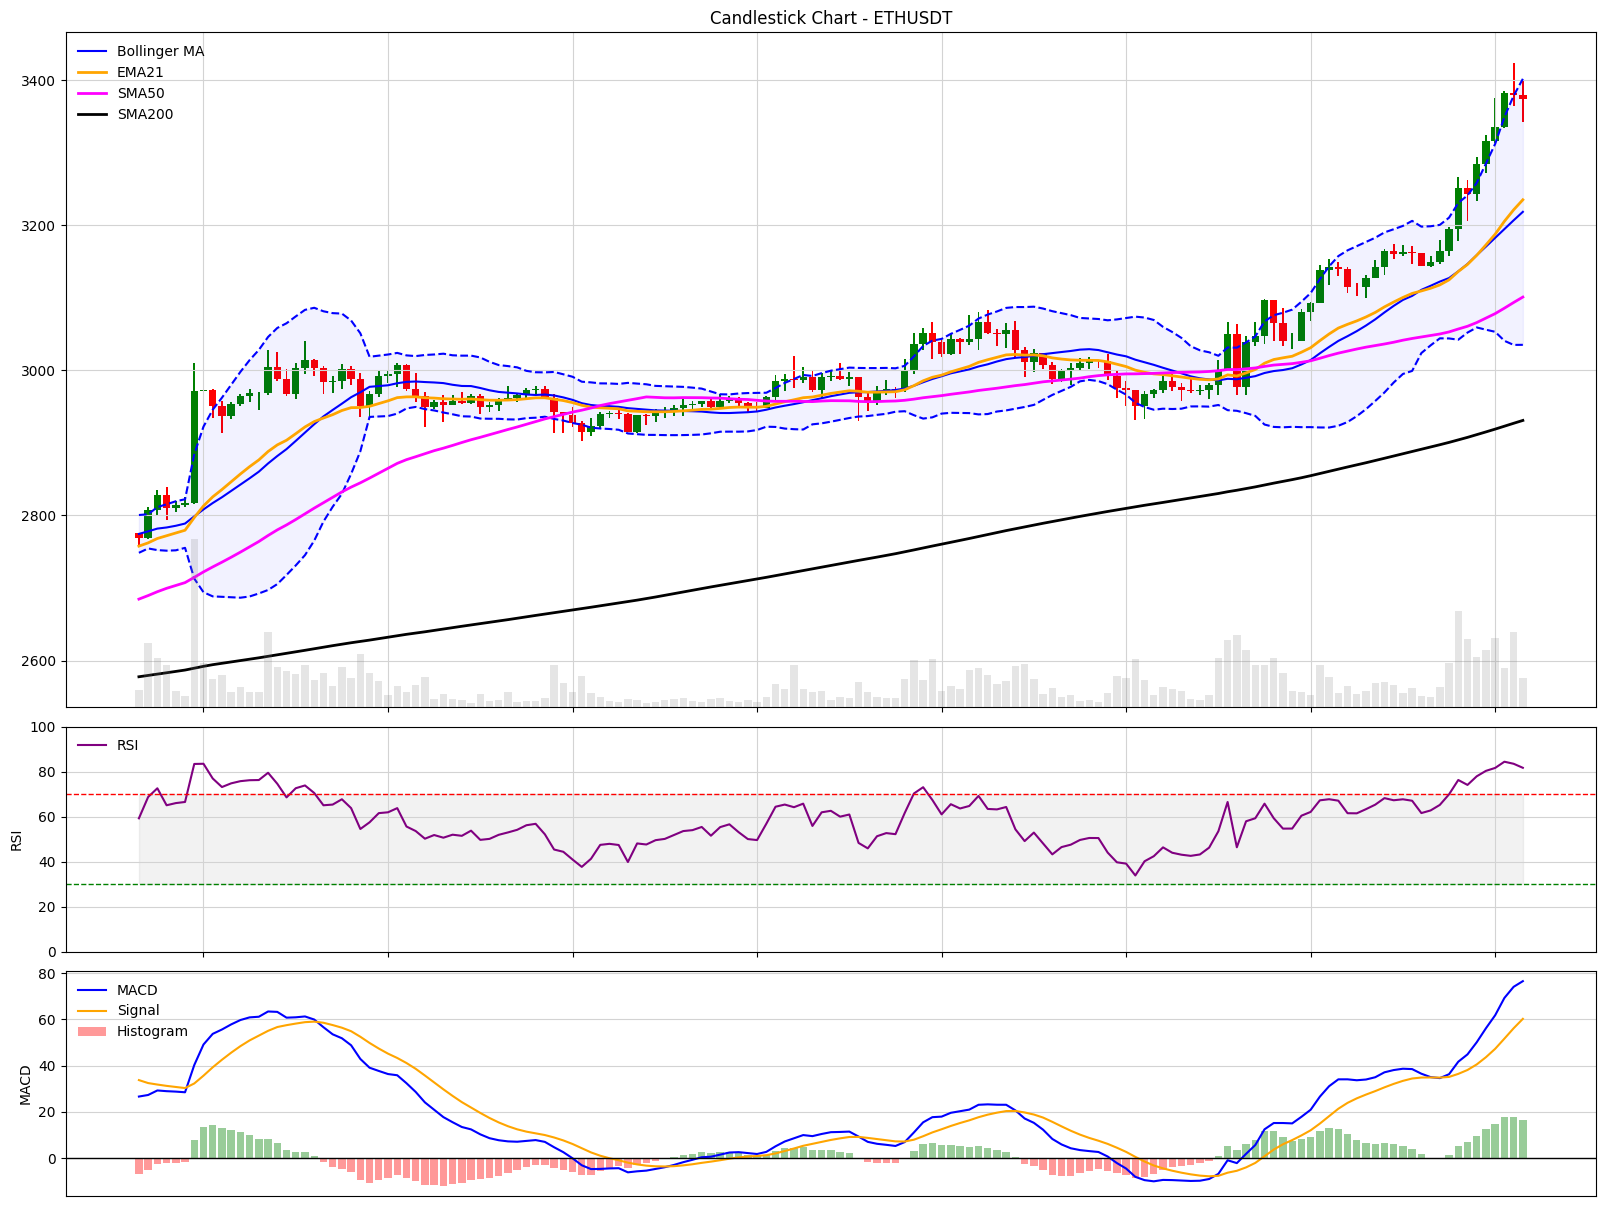 Candlestick Chart - ETHUSDT
Bollinger MA
EMA21
SMA50
SMA200
3400
3200
3000
2800
2600
RSI
100
80
60
40
20
0
RSI
MACD
Signal
Histogram
80
60
40
20
0
MACD